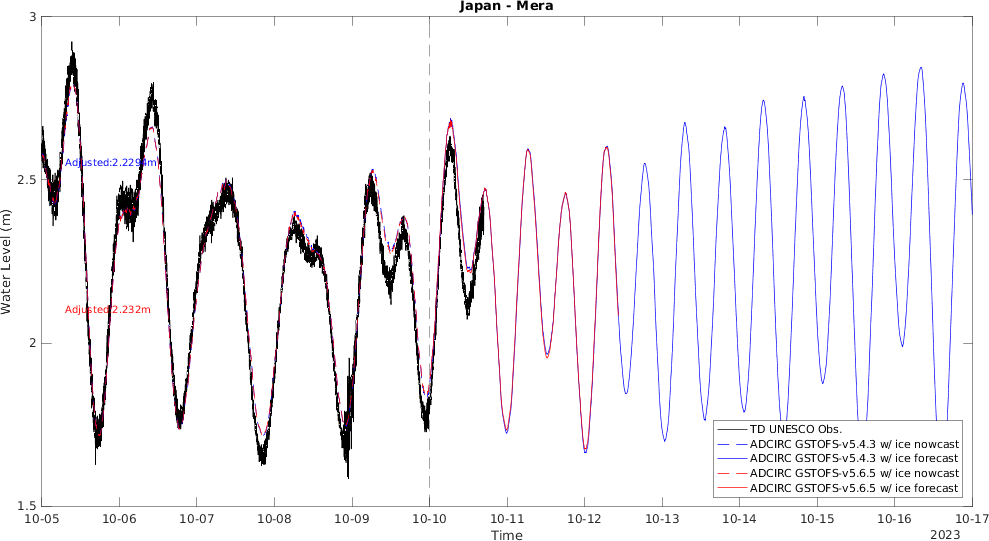 Japan - Mera
3
2.5
2
1.5
Water Level (m)
Adjusted:2.2294m
Adjusted:2.232m
TD UNESCO Obs.
ADCIRC GSTOFS-v5.4.3 w/ ice nowcast
ADCIRC GSTOFS-v5.4.3 w/ ice forecast
ADCIRC GSTOFS-v5.6.5 w/ ice nowcast
ADCIRC GSTOFS-v5.6.5 w/ ice forecast
10-05 10-06 10-07 10-08 10-09 10-10 10-11 10-12 10-13 10-14 10-15 10-16 10-17
Time
2023